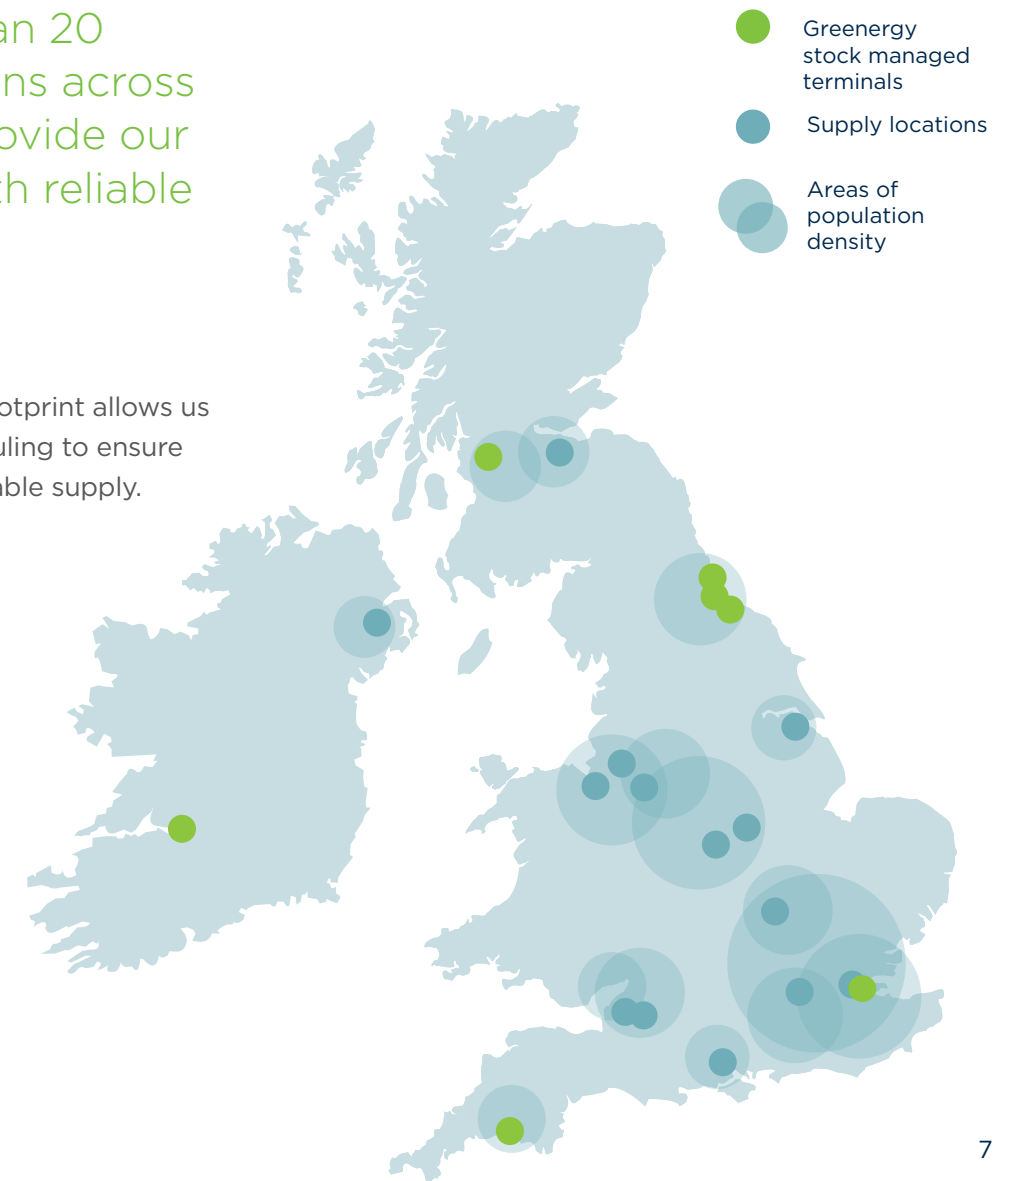 an 20
ns across
ovide our
th reliable
otprint allows us
uling to ensure
able supply.
Greenergy
stock managed
terminals
Supply locations
Areas of
population
density
7